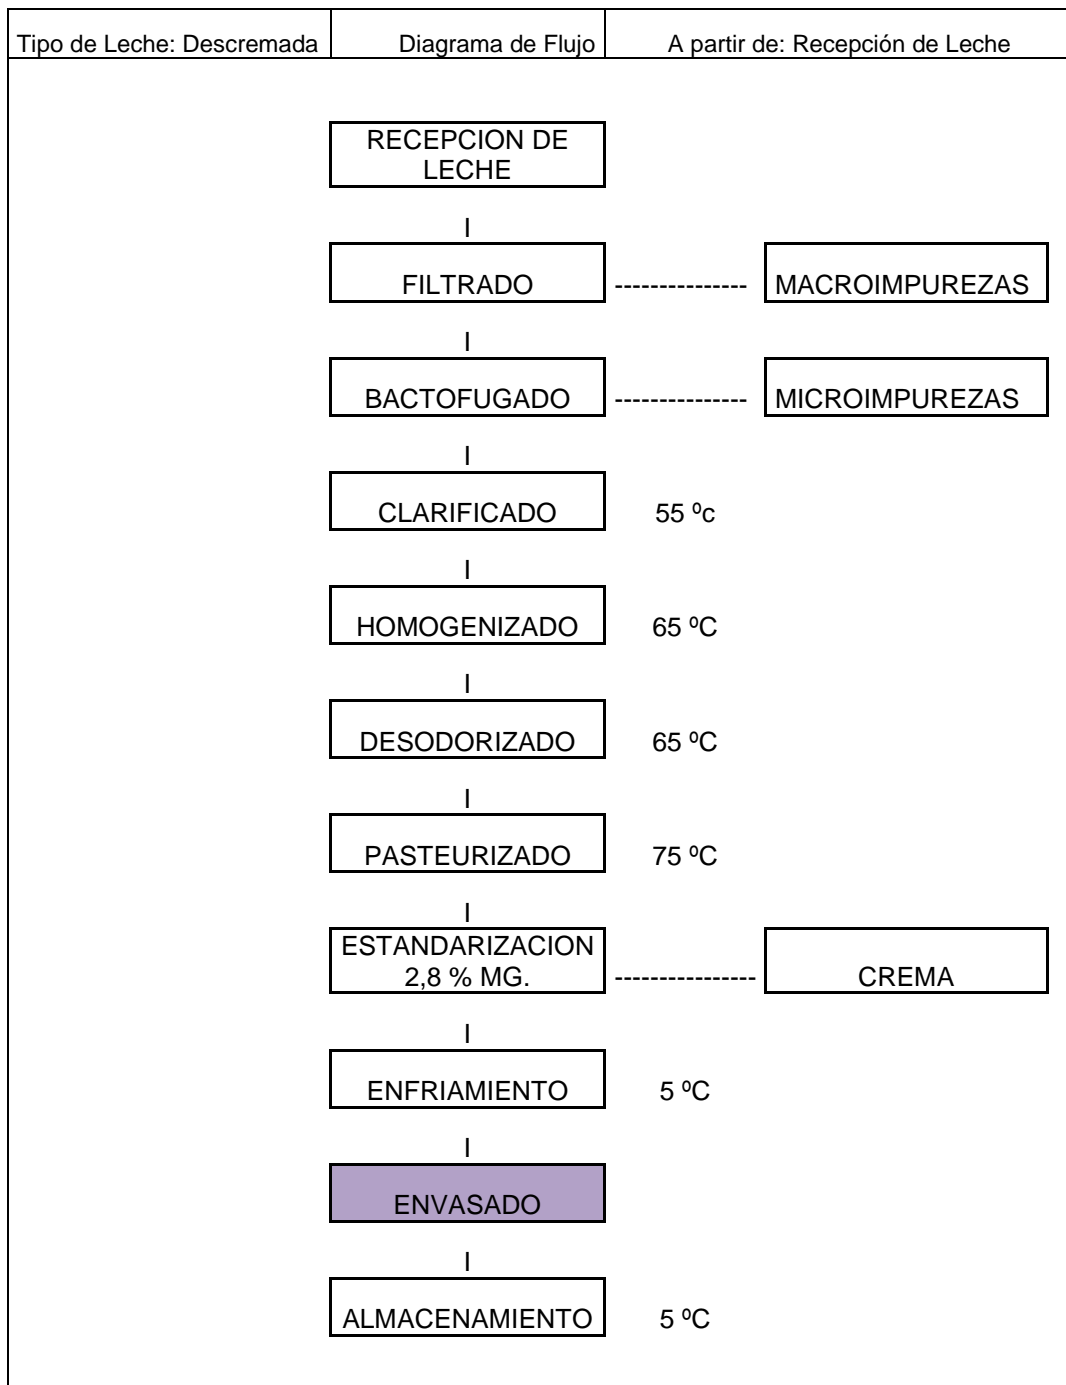 Tipo de Leche: Descremada Diagrama de Flujo A partir de: Recepción de Leche
RECEPCION DE
LECHE
I
FILTRADO --------------- MACROIMPUREZAS
I
BACTOFUGADO --------------- MICROIMPUREZAS
I
CLARIFICADO 55 ºc
I
HOMOGENIZADO 65 ºC
I
DESODORIZADO 65 ºC
I
PASTEURIZADO 75 ºC
I
ESTANDARIZACION
2,8 % MG. ---------------- CREMA
I
ENFRIAMIENTO 5 ºC
I
ENVASADO
I
ALMACENAMIENTO 5 ºC